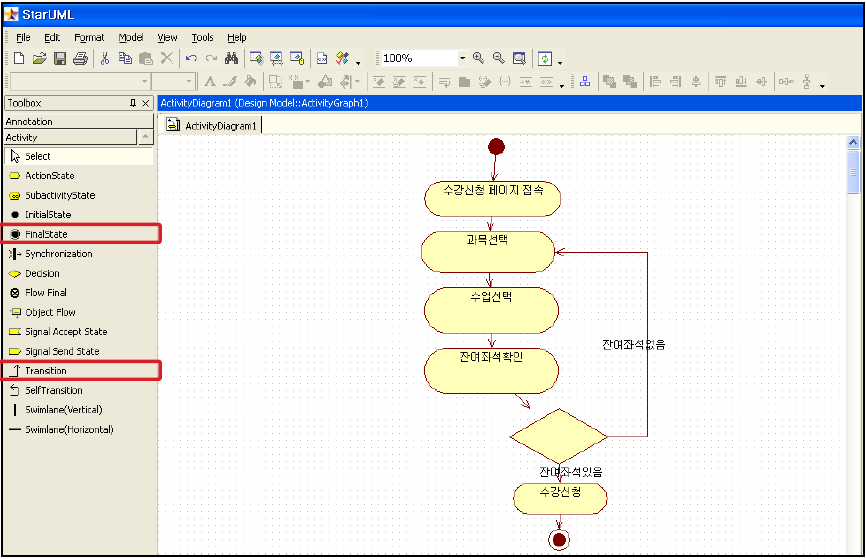 StarUML
File Edit Format Model View Tools Help
100%
Toolbox
Annotation
Activity
Select
ActionState
SubactivityState
InitialState
FinalState
Synchronization
Decision
Flow Final
Object Flow
Signal Accept State
Signal Send State
Transition
SelfTransition
Swimlane(Vertical)
Swimlane(Horizontal)
ActivityDiagram1 (Design Model::ActivityGraph1)
ActivityDiagram1
수강신청 페이지 접속
과목선택
수업선택
잔여좌석없음
잔여좌석확인
잔여좌석있음
수강신청